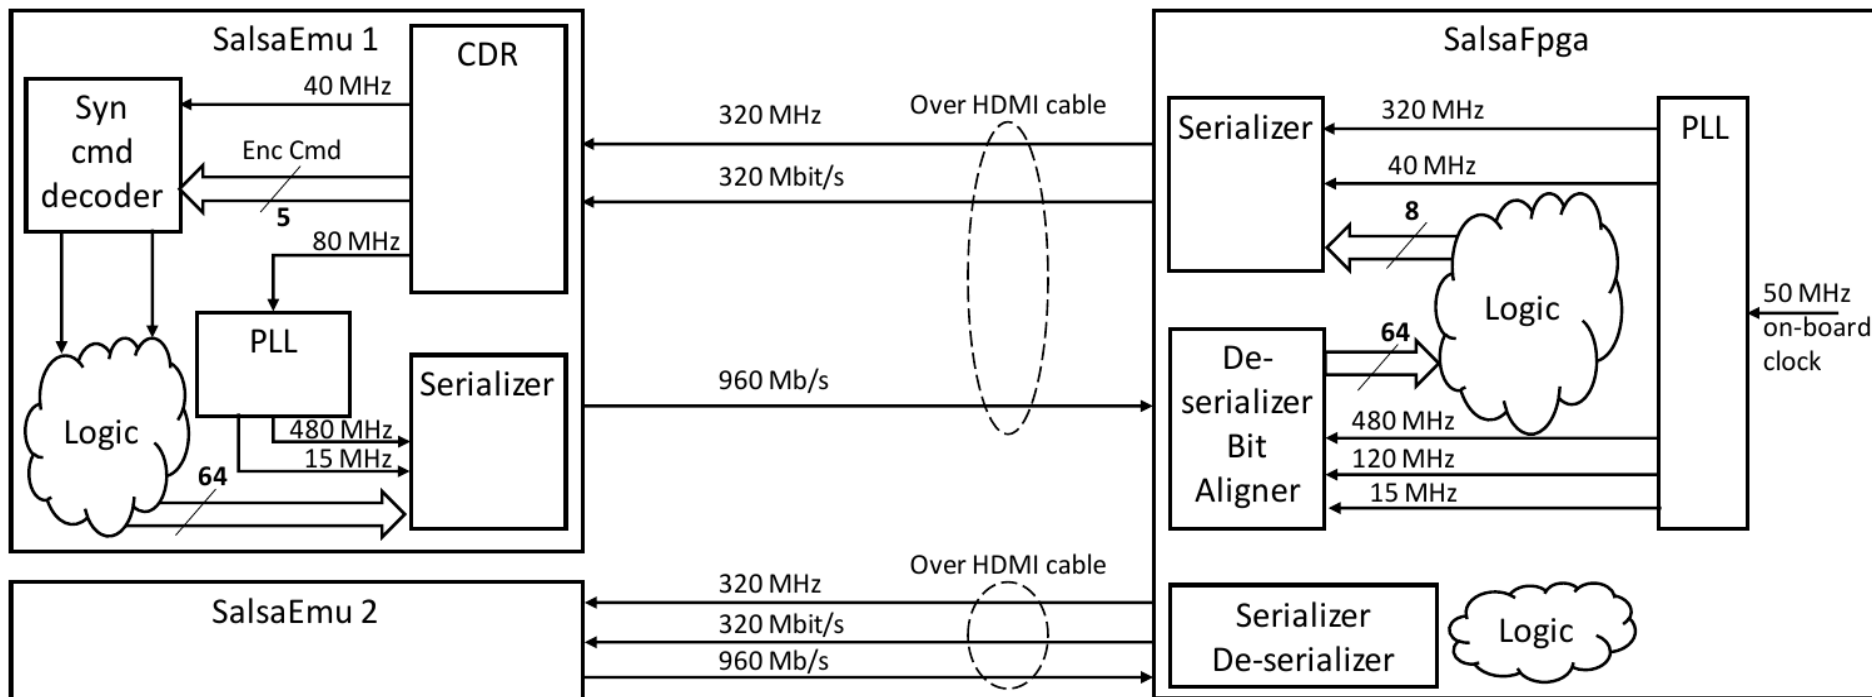 SalsaEmu 1
CDR
40 MHz
Syn
cmd
decoder
Enc Cmd
5
80 MHz
PLL
Serializer
480 MHz
15 MHz
Logic
64
320 MHz
Over HDMI cable
320 Mbit/s
960 Mb/s
SalsaFpga
Serializer
320 MHz
PLL
40 MHz
8
Logic
50 MHz
on-board
clock
64
De-
serializer
Bit
Aligner
480 MHz
120 MHz
15 MHz
SalsaEmu 2
Over HDMI cable
320 MHz
320 Mbit/s
960 Mb/s
Serializer
De-serializer
Logic